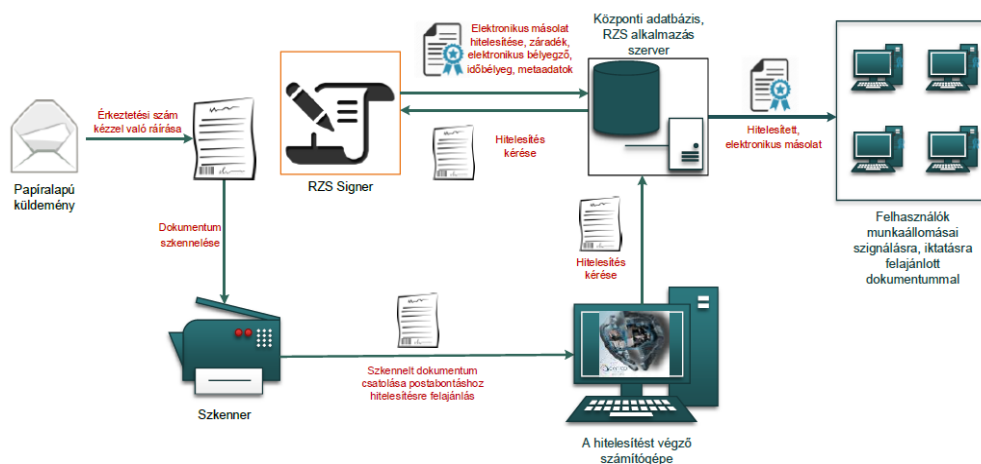 Elektronikus másolat
hitelesítése, záradék,
elektronikus bélyegző,
időbélyeg, metaadatok
Központi adatbázis,
RZS alkalmazás
szerver
Érkeztetési szám
kézzel való ráírása
Hitelesítés
kérése
Hitelesített,
elektronikus másolat
Papíralapú
küldemény
RZS Signer
Dokumentum
szkennelése
Hitelesítés
kérése
Felhasználók
munkaállomásai
szignálásra, iktatásra
felajánlott
dokumentummal
Szkennelt dokumentum
csatolása postabontáshoz
hitelesítésre felajánlás
Szkenner
A hitelesítést végző
számítógépe